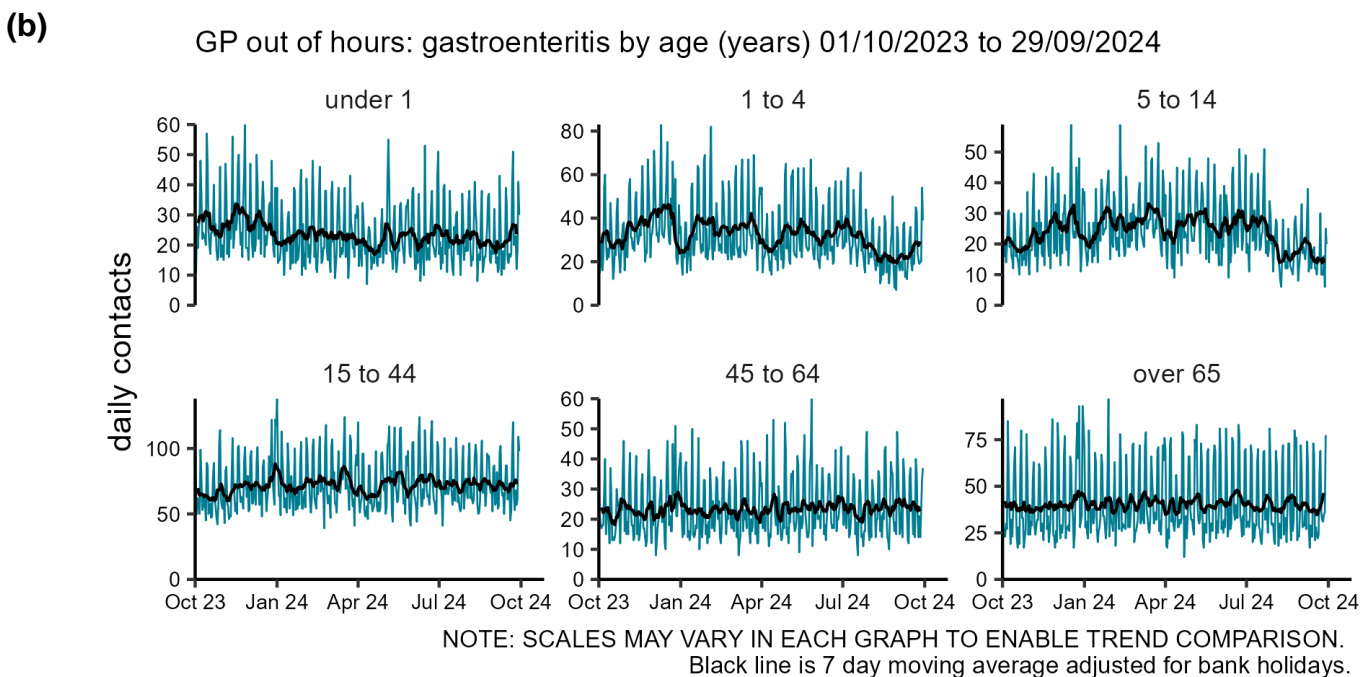 (b)
GP out of hours: gastroenteritis by age (years) 01/10/2023 to 29/09/2024
daily contacts
under 1
60
50
40
30
20
10
0
1 to 4
80
60
40
20
0
5 to 14
50
40
30
20
10
0
15 to 44
100
50
0
Oct 23 Jan 24 Apr 24 Jul 24 Oct 24
45 to 64
60
50
40
30
20
10
0
Oct 23 Jan 24 Apr 24 Jul 24 Oct 24
over 65
75
50
25
0
Oct 23 Jan 24 Apr 24 Jul 24 Oct 24
NOTE: SCALES MAY VARY IN EACH GRAPH TO ENABLE TREND COMPARISON.
Black line is 7 day moving average adjusted for bank holidays.